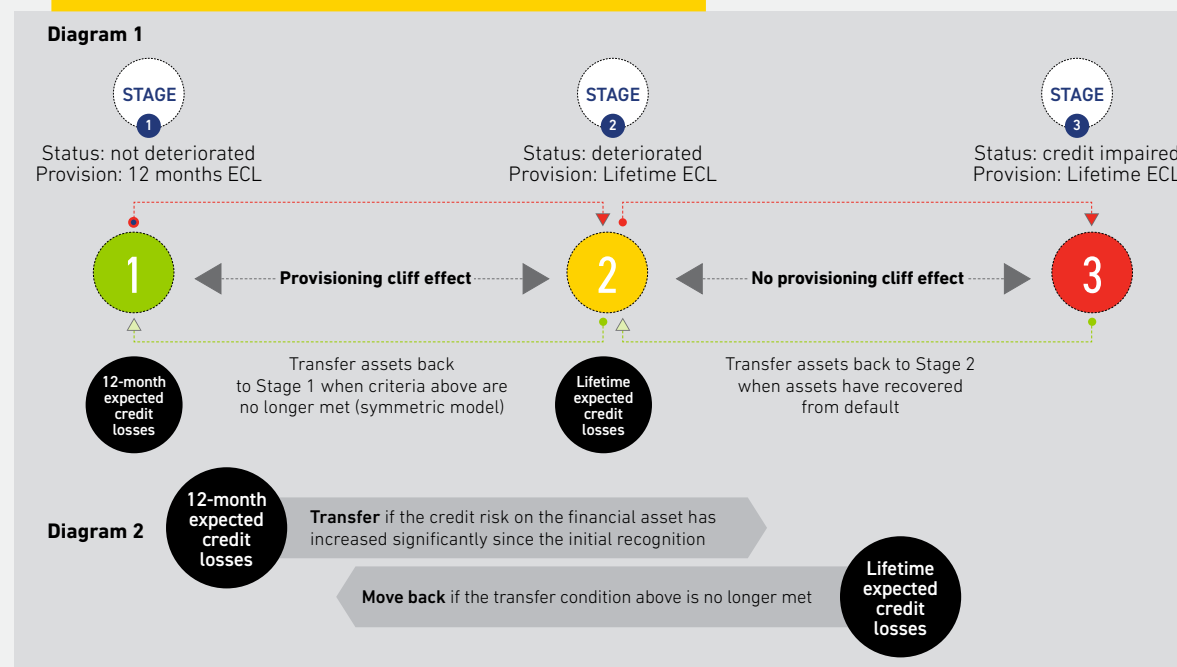 Diagram 1
STAGE
1
STAGE
2
STAGE
3
Status: not deteriorated
Provision: 12 months ECL
Status: deteriorated
Provision: Lifetime ECL
Status: credit impaired
Provision: Lifetime ECL
1
Provisioning cliff effect
2
No provisioning cliff effect
3
12-month
expected
credit
losses
Transfer assets back
to Stage 1 when criteria above are
no longer met (symmetric model)
Lifetime
expected
credit
losses
Transfer assets back to Stage 2
when assets have recovered
from default
Diagram 2
12-month
expected
credit
losses
Transfer if the credit risk on the financial asset has
increased significantly since the initial recognition
Move back if the transfer condition above is no longer met
Lifetime
expected
credit
losses